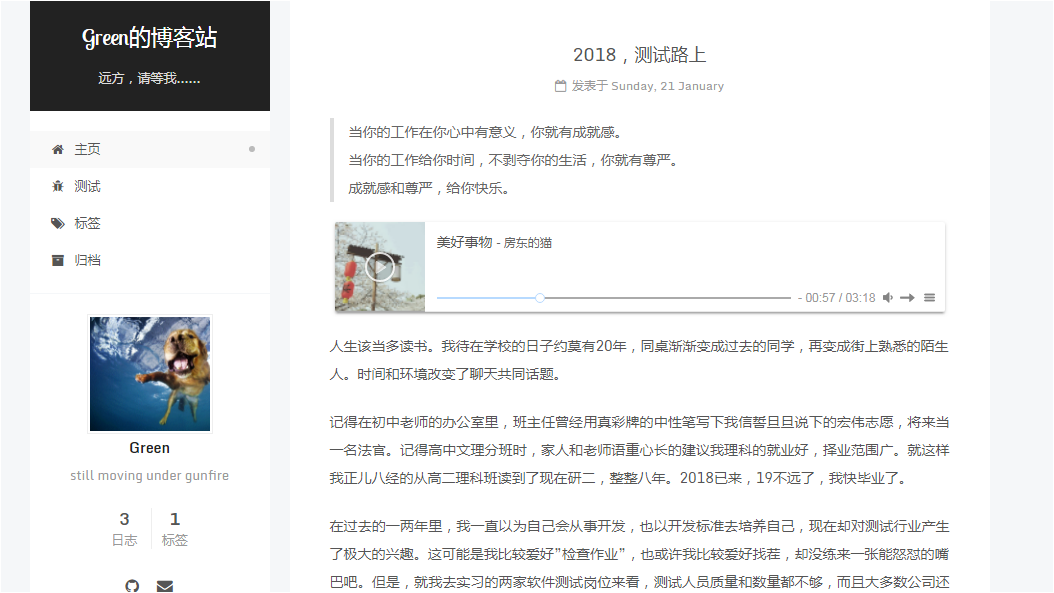 Green的博客站
远方，请等我......
主页
测试
标签
归档
Green
still moving under gunfire
3
日志
1
标签
2018，测试路上
发表于 Sunday, 21 January
当你的工作在你心中有意义，你就有成就感。
当你的工作给你时间，不剥夺你的生活，你就有尊严。
成就感和尊严，给你快乐。
美好事物 - 房东的猫
- 00:57 / 03:18
人生该当多读书。我待在学校的日子约莫有20年，同桌渐渐变成过去的同学，再变成街上熟悉的陌生
人。时间和环境改变了聊天共同话题。
记得在初中老师的办公室里，班主任曾经用真彩牌的中性笔写下我信誓旦旦说下的宏伟志愿，将来当
一名法官。记得高中文理分班时，家人和老师语重心长的建议我理科的就业好，择业范围广。就这样
我正儿八经的从高二理科班读到了现在研二，整整八年。2018已来，19不远了，我快毕业了。
在过去的一两年里，我一直以为自己会从事开发，也以开发标准去培养自己，现在却对测试行业产生
了极大的兴趣。这可能是我比较爱好”检查作业”，也或许我比较爱好找茬，却没练来一张能怒怼的嘴
巴吧。但是，就我去实习的两家软件测试岗位来看，测试人员质量和数量都不够，而且大多数公司还